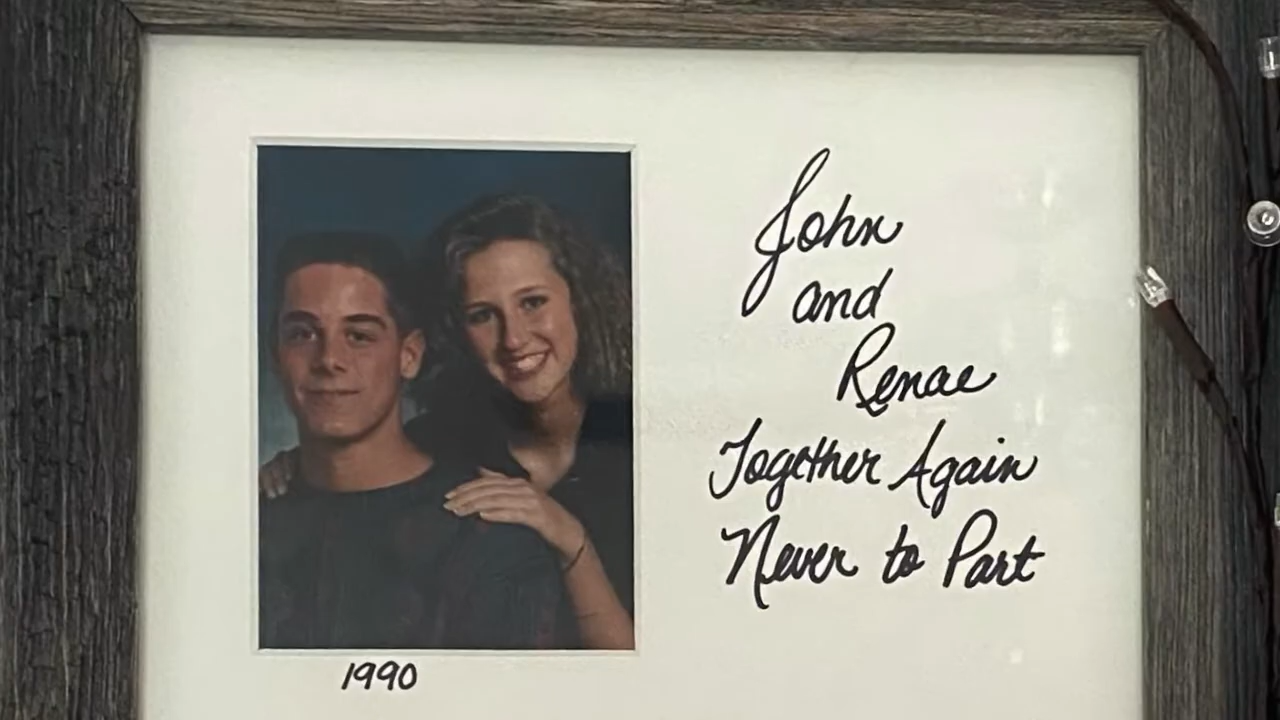 John
and
Renae
Together Again
Never to Part
1990